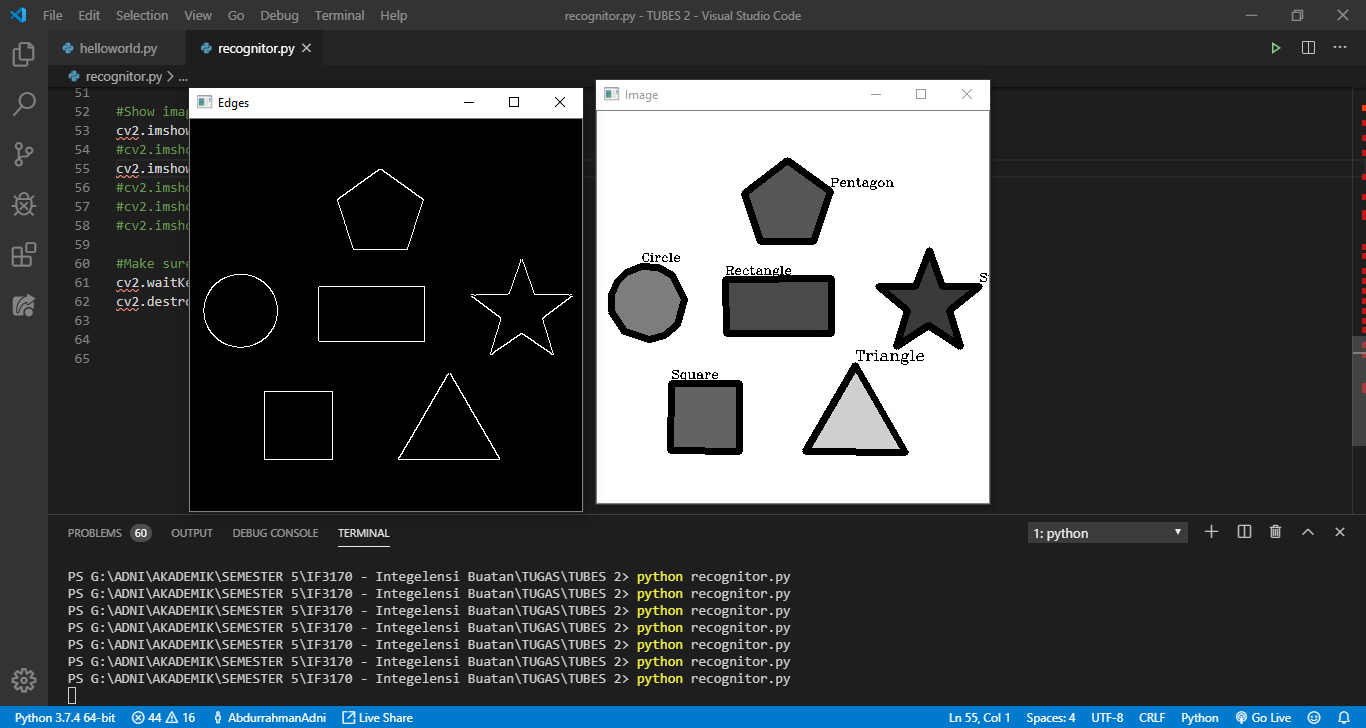 File Edit Selection View Go Debug Terminal Help
recognitor.py - TUBES 2 - Visual Studio Code
helloworld.py
recognitor.py
recognitor.py > ...
Edges
Image
51
52 #Show imag
53 cv2.imshow
54 #cv2.imsho
55 cv2.imshow
56 #cv2.imsho
57 #cv2.imsho
58 #cv2.imsho
59
60 #Make sure
61 cv2.waitKe
62 cv2.destro
63
64
65
Pentagon
Circle
Rectangle
S
Triangle
Square
PROBLEMS 60 OUTPUT DEBUG CONSOLE TERMINAL
1: python
PS G:\ADNI\AKADEMIK\SEMESTER 5\IF3170 - Integelensi Buatan\TUGAS\TUBES 2> python recognitor.py
PS G:\ADNI\AKADEMIK\SEMESTER 5\IF3170 - Integelensi Buatan\TUGAS\TUBES 2> python recognitor.py
PS G:\ADNI\AKADEMIK\SEMESTER 5\IF3170 - Integelensi Buatan\TUGAS\TUBES 2> python recognitor.py
PS G:\ADNI\AKADEMIK\SEMESTER 5\IF3170 - Integelensi Buatan\TUGAS\TUBES 2> python recognitor.py
PS G:\ADNI\AKADEMIK\SEMESTER 5\IF3170 - Integelensi Buatan\TUGAS\TUBES 2> python recognitor.py
PS G:\ADNI\AKADEMIK\SEMESTER 5\IF3170 - Integelensi Buatan\TUGAS\TUBES 2> python recognitor.py
PS G:\ADNI\AKADEMIK\SEMESTER 5\IF3170 - Integelensi Buatan\TUGAS\TUBES 2> python recognitor.py
Python 3.7.4 64-bit 44 16 AbdurrahmanAdni Live Share Ln 55, Col 1 Spaces: 4 UTF-8 CRLF Python Go Live